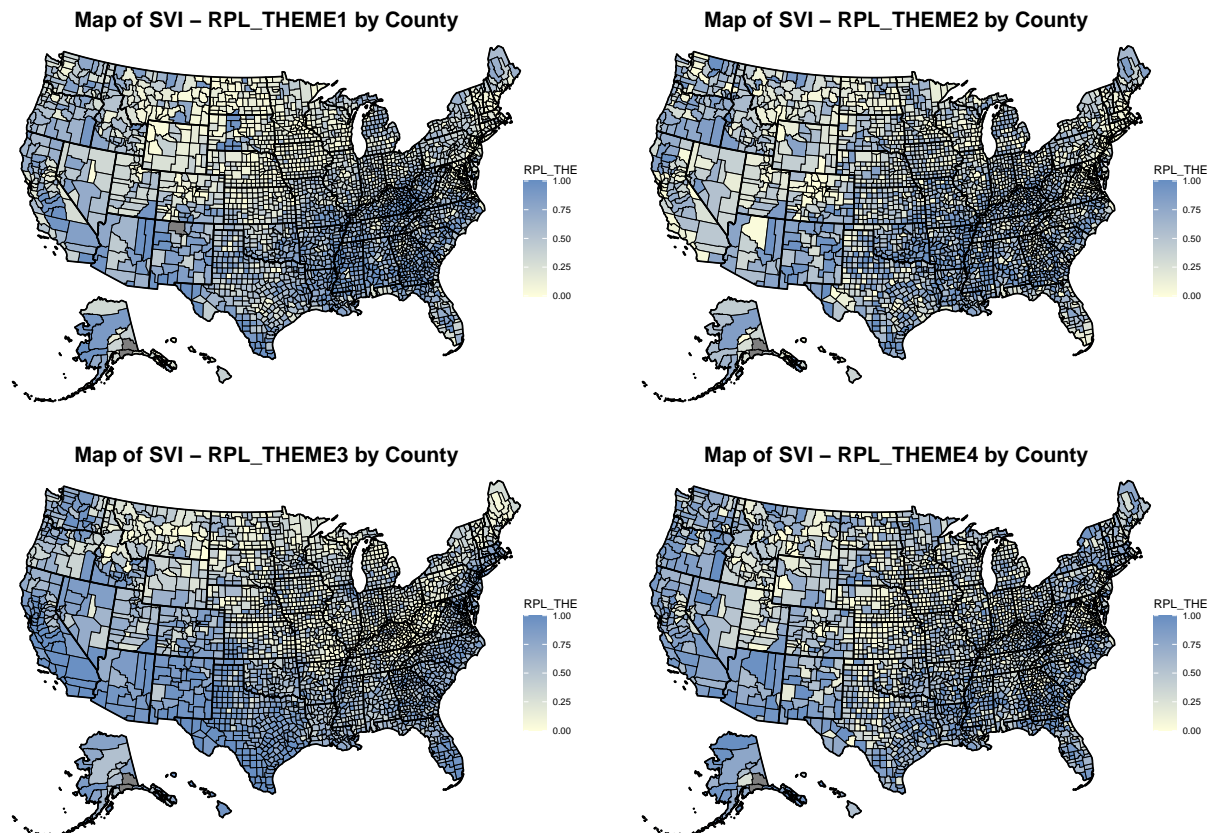 Map of SVI – RPL_THEME1 by County
RPL_THE
1.00
0.75
0.50
0.25
0.00
Map of SVI – RPL_THEME2 by County
RPL_THE
1.00
0.75
0.50
0.25
0.00
Map of SVI – RPL_THEME3 by County
RPL_THE
1.00
0.75
0.50
0.25
0.00
Map of SVI – RPL_THEME4 by County
RPL_THE
1.00
0.75
0.50
0.25
0.00